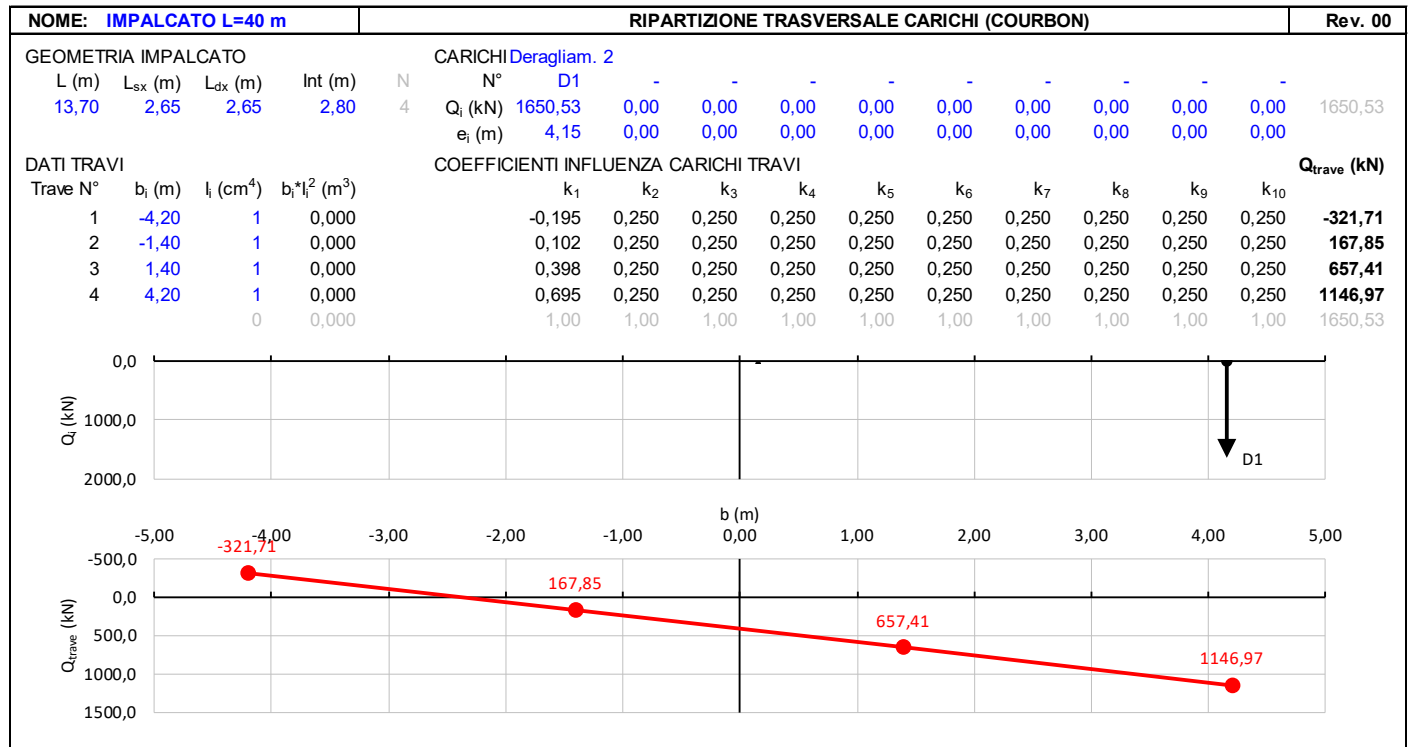 NOME: IMPALCATO L=40 m RIPARTIZIONE TRASVERSALE CARICHI (COURBON) Rev. 00
GEOMETRIA IMPALCATO CARICHI Deragliam. 2
L (m) Lsx (m) Ldx (m) Int (m) N N° D1 - - - - - - - - -
13,70 2,65 2,65 2,80 4 Qi (kN) 1650,53 0,00 0,00 0,00 0,00 0,00 0,00 0,00 0,00 0,00 1650,53
ei (m) 4,15 0,00 0,00 0,00 0,00 0,00 0,00 0,00 0,00 0,00
DATI TRAVI COEFFICIENTI INFLUENZA CARICHI TRAVI Qtrave (kN)
Trave N° bi (m) Ii (cm⁴) bi*Ii² (m³) k1 k2 k3 k4 k5 k6 k7 k8 k9 k10
1 -4,20 1 0,000 -0,195 0,250 0,250 0,250 0,250 0,250 0,250 0,250 0,250 0,250 -321,71
2 -1,40 1 0,000 0,102 0,250 0,250 0,250 0,250 0,250 0,250 0,250 0,250 0,250 167,85
3 1,40 1 0,000 0,398 0,250 0,250 0,250 0,250 0,250 0,250 0,250 0,250 0,250 657,41
4 4,20 1 0,000 0,695 0,250 0,250 0,250 0,250 0,250 0,250 0,250 0,250 0,250 1146,97
0 0,000 1,00 1,00 1,00 1,00 1,00 1,00 1,00 1,00 1,00 1,00 1650,53
0,0
Qi (kN)
1000,0
D1
2000,0
b (m)
-5,00 -4,00 -3,00 -2,00 -1,00 0,00 1,00 2,00 3,00 4,00 5,00
-321,71
-500,0
167,85
0,0
657,41
Qtrave (kN)
500,0
1146,97
1000,0
1500,0